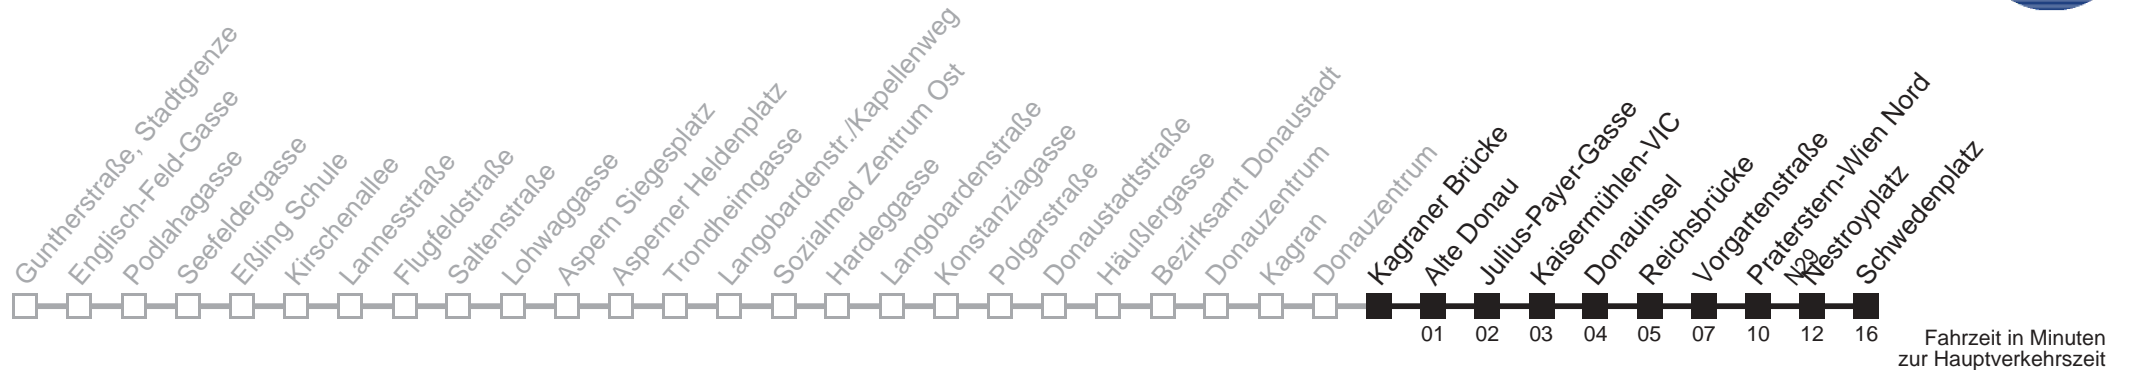 Guntherstraße, Stadtgrenze
Englisch-Feld-Gasse
Podlahagasse
Seefeldergasse
Eßling Schule
Kirschenallee
Lannesstraße
Flugfeldstraße
Saltenstraße
Lohwaggasse
Aspern Siegesplatz
Asperner Heldenplatz
Trondheimgasse
Langobardenstr./Kapellenweg
Sozialmed Zentrum Ost
Hardeggasse
Langobardenstraße
Konstanziagasse
Polgarstraße
Donaustadtstraße
Häußlergasse
Bezirksamt Donaustadt
Donauzentrum
Kagran
Donauzentrum
Kagraner Brücke
Alte Donau
Julius-Payer-Gasse
Kaisermühlen-VIC
Donauinsel
Reichsbrücke
Vorgartenstraße
Praterstern-Wien Nord
N29
Nestroyplatz
Schwedenplatz
01 02 03 04 05 07 10 12 16
Fahrzeit in Minuten
zur Hauptverkehrszeit